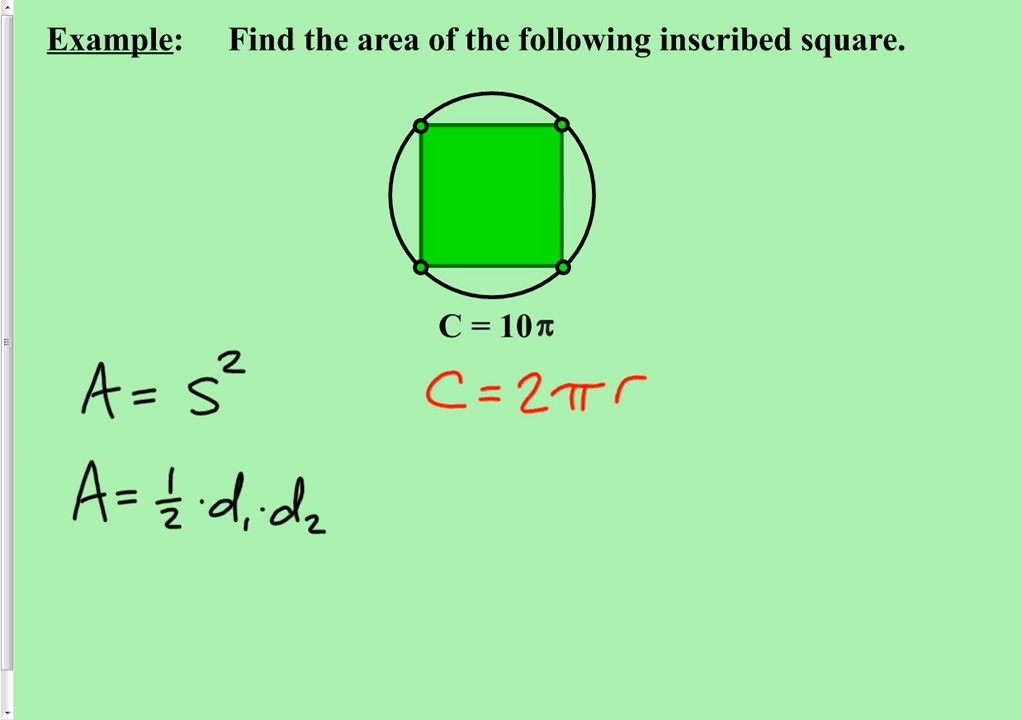 Example: Find the area of the following inscribed square.
C = 10π
A = s²
C = 2πr
A = 1/2 · d₁ · d₂